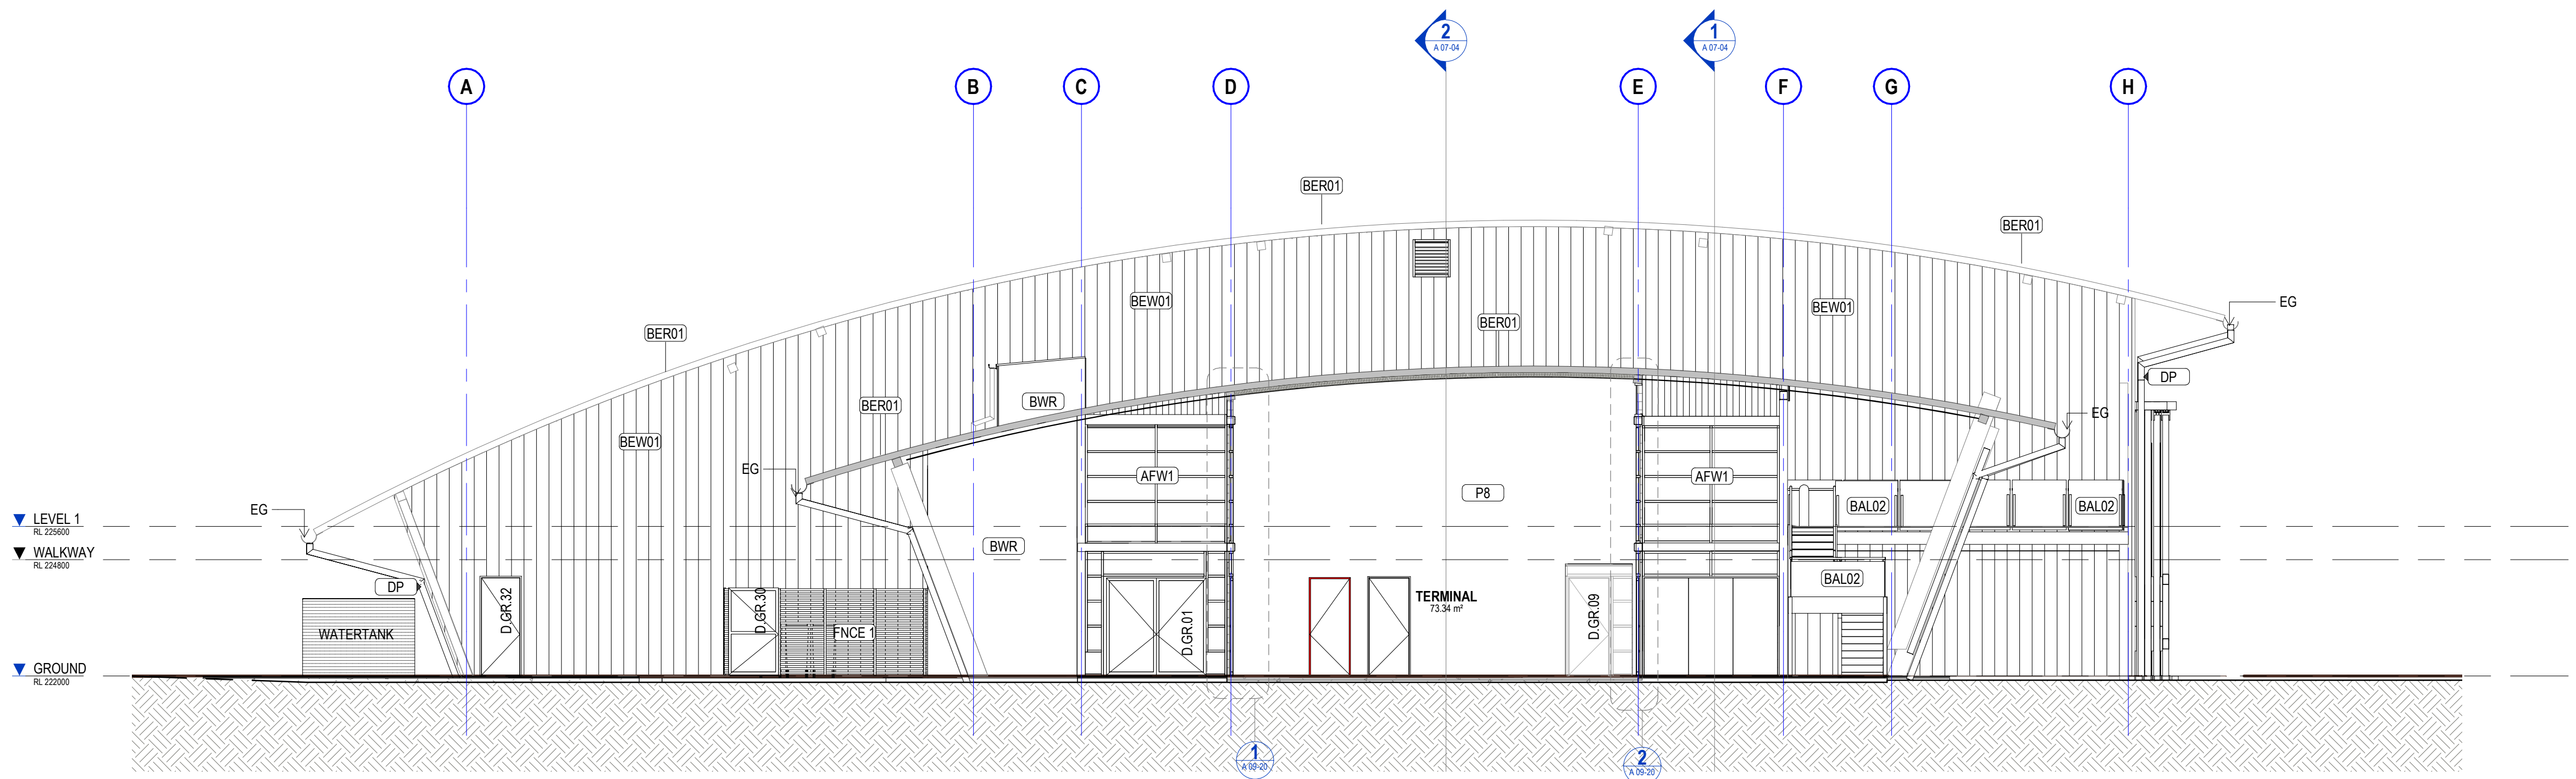 2
A 07-04
1
A 07-04
A
B
C
D
E
F
G
H
BER01
BER01
BEW01
EG
BEW01
BER01
BER01
DP
BWR
BER01
EG
BEW01
EG
AFW1
AFW1
P8
BAL02
BAL02
EG
LEVEL 1
RL 225600
BWR
WALKWAY
RL 224800
DP
BAL02
D.GR.32
D.GR.30
TERMINAL
73.34 m²
D.GR.09
WATERTANK
FNCE 1
D.GR.01
GROUND
RL 222000
1
A 09-20
2
A 09-20